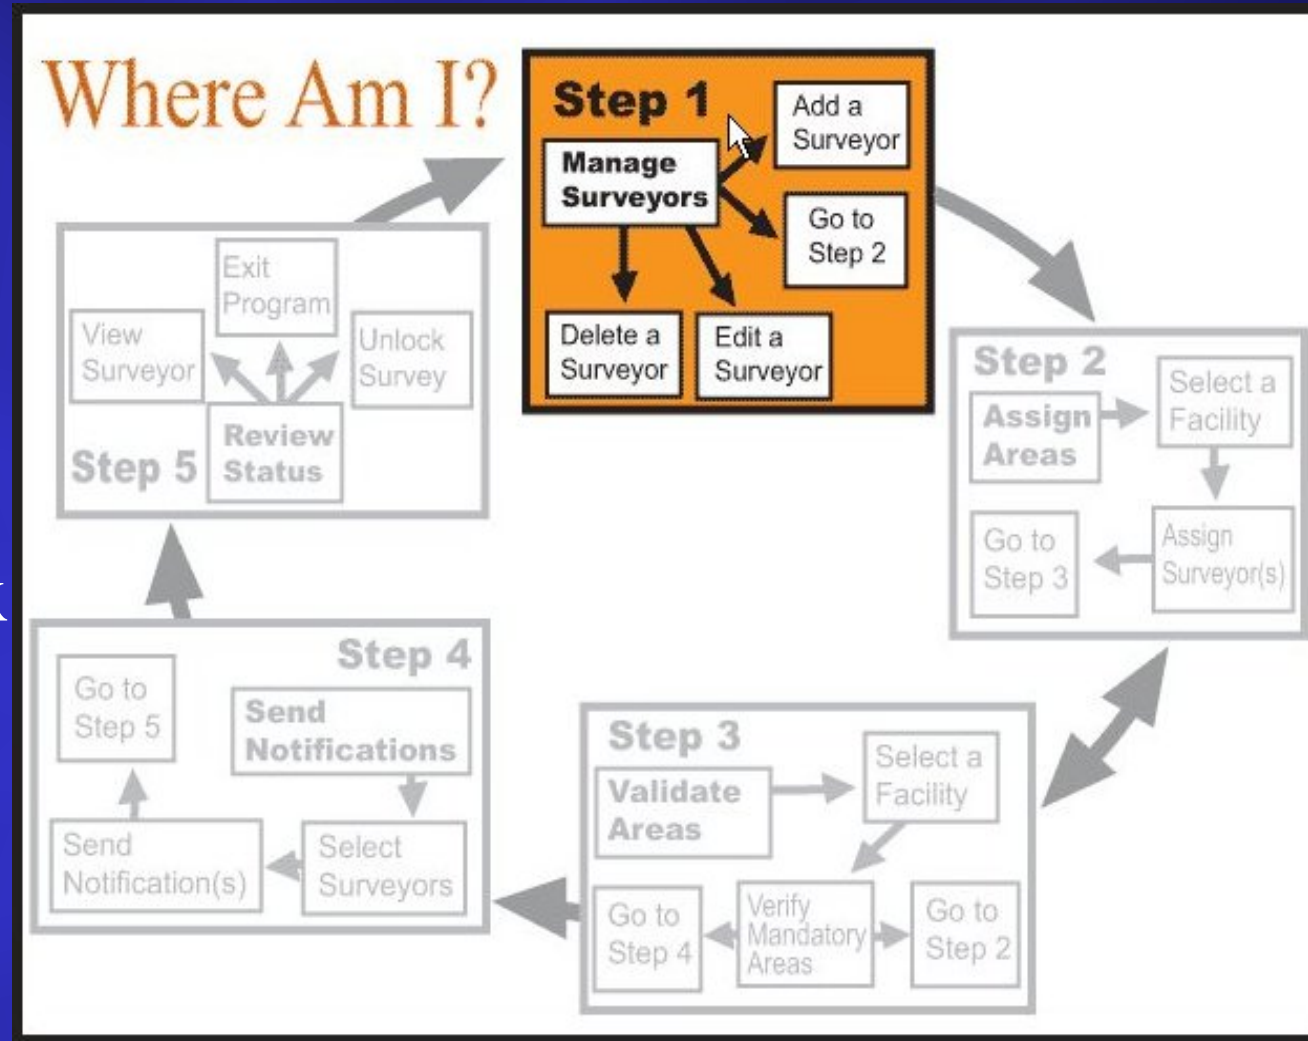 Where Am I?
Step 1
Manage
Surveyors
Add a
Surveyor
Go to
Step 2
Delete a
Surveyor
Edit a
Surveyor
Step 2
Assign
Areas
Select a
Facility
Assign
Surveyor(s)
Go to
Step 3
Step 3
Validate
Areas
Select a
Facility
Verify
Mandatory
Areas
Go to
Step 4
Go to
Step 2
Step 4
Send
Notifications
Select
Surveyors
Send
Notification(s)
Go to
Step 5
Step 5
Review
Status
View
Surveyor
Exit
Program
Unlock
Survey